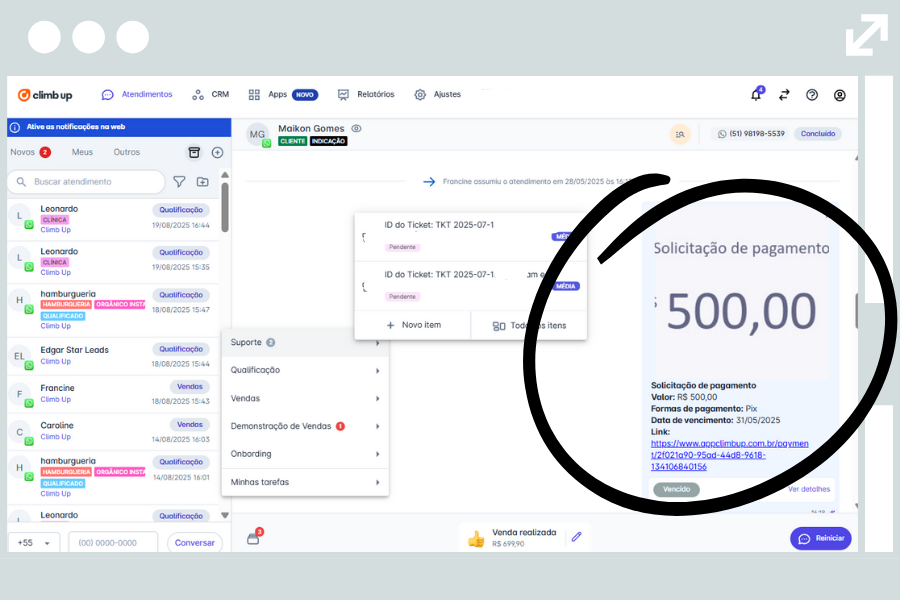 climb up
Atendimentos
CRM
Apps NOVO
Relatórios
Ajustes
4
Ative as notificações na web
Novos 2
Meus
Outros
Buscar atendimento
L
Leonardo
Qualificação
CLÍNICA
Climb Up
19/08/2025 16:44
L
Leonardo
Qualificação
CLÍNICA
Climb Up
19/08/2025 15:35
H
hamburgueria
Qualificação
HAMBURGUERIA
ORGÂNICO INSTA
QUALIFICADO
Climb Up
18/08/2025 15:47
EL
Edgar Star Leads
Qualificação
Climb Up
18/08/2025 15:44
F
Francine
Vendas
Climb Up
18/08/2025 15:43
C
Caroline
Vendas
Climb Up
14/08/2025 16:03
H
hamburgueria
Qualificação
HAMBURGUERIA
ORGÂNICO INSTA
QUALIFICADO
Climb Up
14/08/2025 16:01
L
Leonardo
Qualificação
+55
(00) 0000-0000
Conversar
MG
Maikon Gomes
CLIENTE
INDICAÇÃO
(51) 98198-5539
Concluído
Francine assumiu o atendimento em 28/05/2025 às
ID do Ticket: TKT 2025-07-1
Pendente
ID do Ticket: TKT 2025-07-1
Pendente
MÉDIA
Novo item
itens
Suporte 2
Qualificação
Vendas
Demonstração de Vendas 1
Onbording
Minhas tarefas
Solicitação de pagamento
500,00
Solicitação de pagamento
Valor: R$ 500,00
Formas de pagamento: Pix
Data de vencimento: 31/05/2025
Link:
https://www.appclimbup.com.br/paymen
t/2f021a90-95ad-44d8-9618-
134106840156
Vencido
Ver detalhes
3
Venda realizada
R$ 699,90
Reiniciar